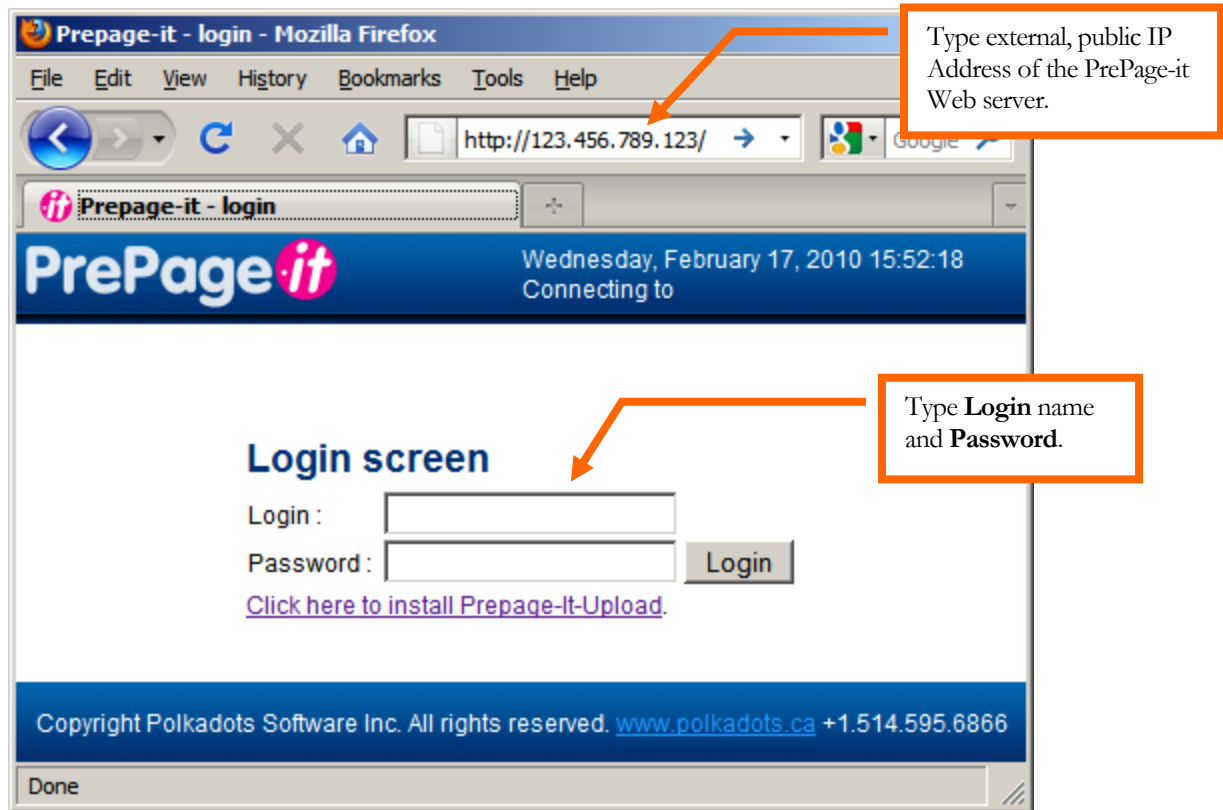 Prepage-it - login - Mozilla Firefox
Type external, public IP
Address of the PrePage-it
Web server.
File Edit View History Bookmarks Tools Help
http://123.456.789.123/
Google
Prepage-it - login
PrePage·it
Wednesday, February 17, 2010 15:52:18
Connecting to
Type Login name
and Password.
Login screen
Login :
Password : Login
Click here to install Prepage-It-Upload.
Copyright Polkadots Software Inc. All rights reserved. www.polkadots.ca +1.514.595.6866
Done